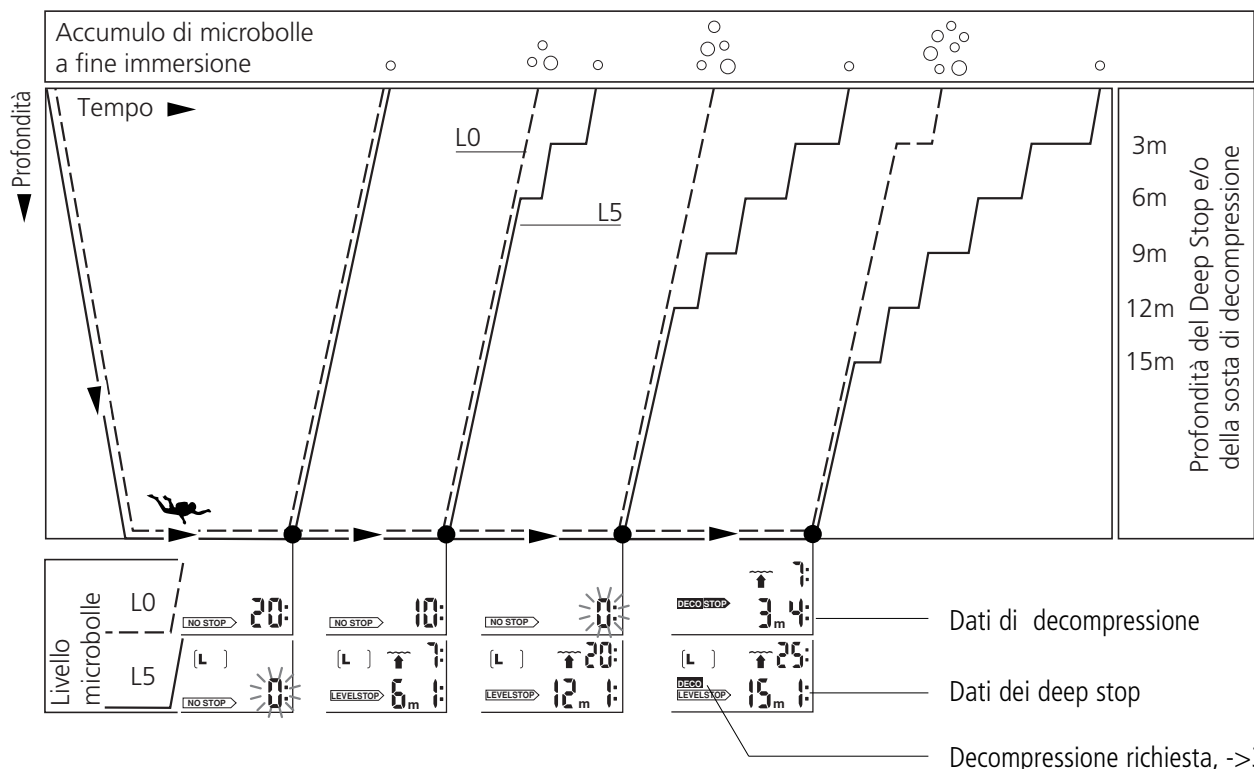 Accumulo di microbolle
a fine immersione
Tempo
Profondità
L0
L5
3m
6m
9m
12m
15m
Profondità del Deep Stop e/o
della sosta di decompressione
Livello
microbolle
L0
NO STOP 20:
NO STOP 10:
NO STOP 0:
7:
DECO STOP 3m 4:
Dati di decompressione
L5
[L ]
NO STOP 0:
[L ] 7:
LEVELSTOP 6m 1:
[L ] 20:
LEVELSTOP 12m 1:
[L ] 25:
DECO
LEVELSTOP 15m 1:
Dati dei deep stop
Decompressione richiesta, ->